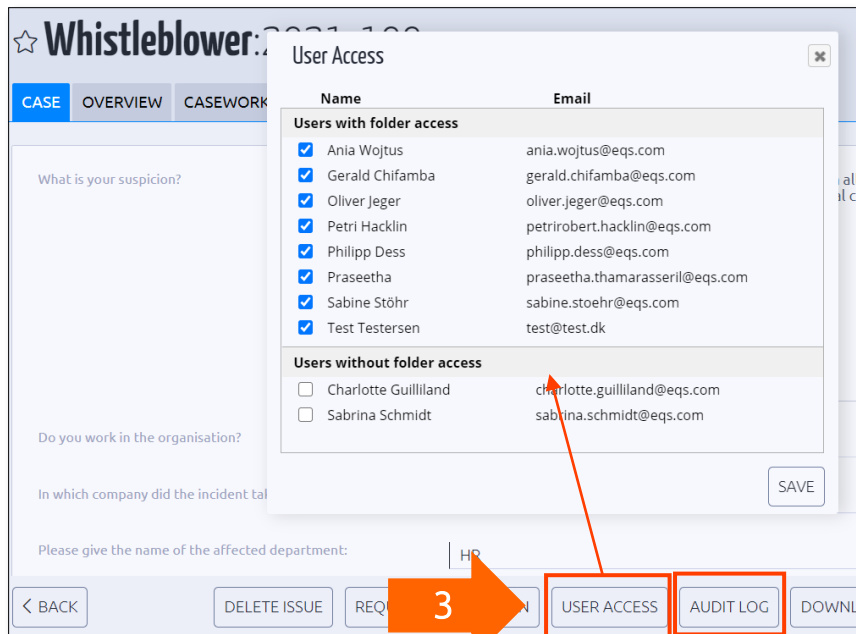 Whistleblower:2021-100
User Access
CASE
OVERVIEW
CASEWORK
Name Email
Users with folder access
Ania Wojtus ania.wojtus@eqs.com
Gerald Chifamba gerald.chifamba@eqs.com
Oliver Jeger oliver.jeger@eqs.com
Petri Hacklin petrirobert.hacklin@eqs.com
Philipp Dess philipp.dess@eqs.com
Praseetha praseetha.thamarasseril@eqs.com
Sabine Stöhr sabine.stoehr@eqs.com
Test Testersen test@test.dk
Users without folder access
Charlotte Guilliland charlotte.guilliland@eqs.com
Sabrina Schmidt sabrina.schmidt@eqs.com
SAVE
What is your suspicion?
Do you work in the organisation?
In which company did the incident
Please give the name of the affected department:
HR
< BACK
DELETE ISSUE
3
USER ACCESS
AUDIT LOG